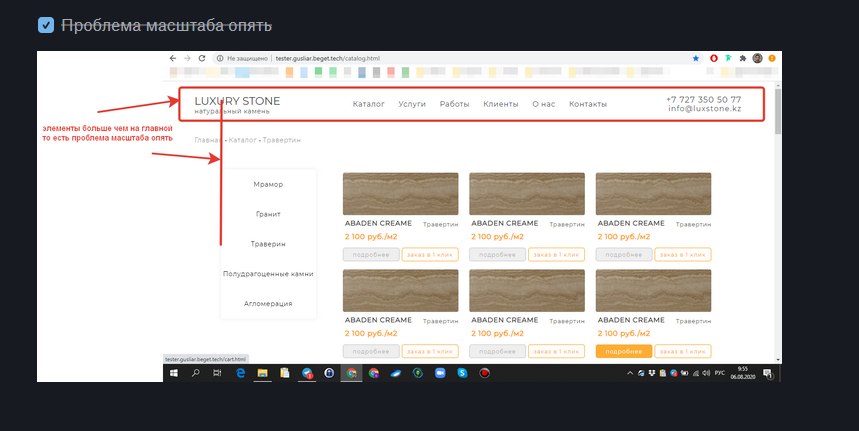 Проблема масштаба опять
Не защищено | tester.gusliar.beget.tech/catalog.html
LUXURY STONE
натуральный камень
Каталог Услуги Работы Клиенты О нас Контакты
+7 727 350 50 77
info@luxstone.kz
элементы больше чем на главной
то есть проблема масштаба опять
Главная - Каталог - Травертин
Мрамор
Гранит
Траверин
Полудрагоценные камни
Агломерация
ABADEN CREAME Травертин
2 100 руб./м2
подробнее заказ в 1 клик
ABADEN CREAME Травертин
2 100 руб./м2
подробнее заказ в 1 клик
ABADEN CREAME Травертин
2 100 руб./м2
подробнее заказ в 1 клик
ABADEN CREAME Травертин
2 100 руб./м2
подробнее заказ в 1 клик
ABADEN CREAME Травертин
2 100 руб./м2
подробнее заказ в 1 клик
ABADEN CREAME Травертин
2 100 руб./м2
подробнее заказ в 1 клик
tester.gusliar.beget.tech/cart.html
РУС
9:55
06.08.2020